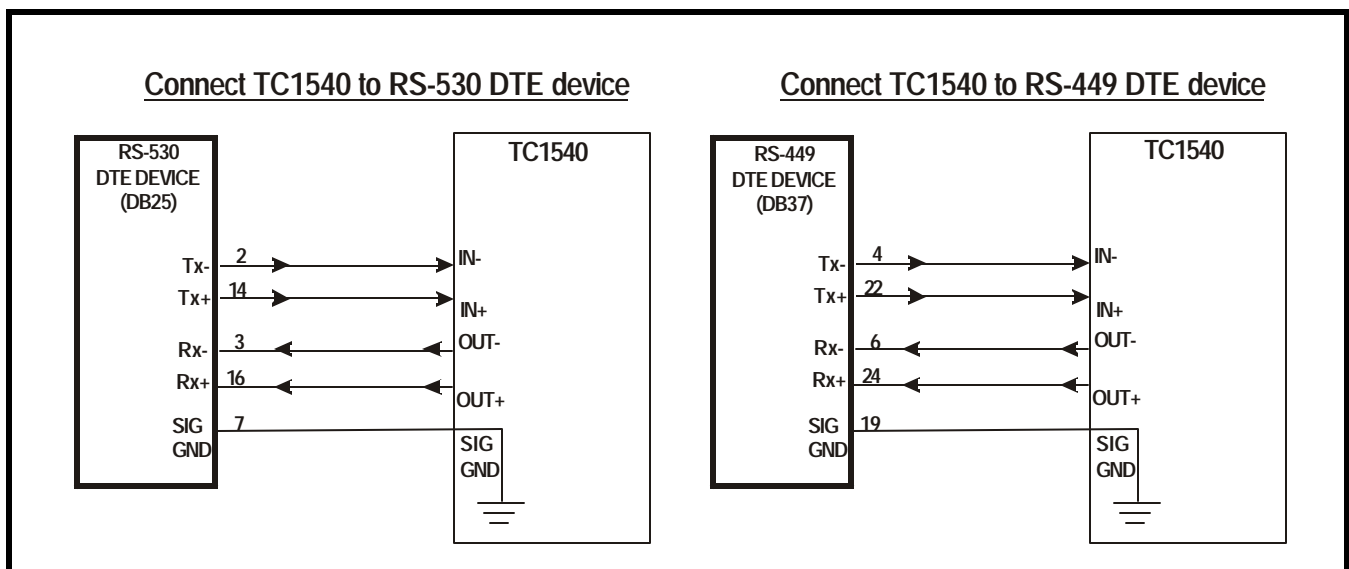 Connect TC1540 to RS-530 DTE device
RS-530
DTE DEVICE
(DB25)
TC1540
Tx- 2 IN-
Tx+ 14 IN+
Rx- 3 OUT-
Rx+ 16 OUT+
SIG GND 7 SIG GND
Connect TC1540 to RS-449 DTE device
RS-449
DTE DEVICE
(DB37)
TC1540
Tx- 4 IN-
Tx+ 22 IN+
Rx- 6 OUT-
Rx+ 24 OUT+
SIG GND 19 SIG GND